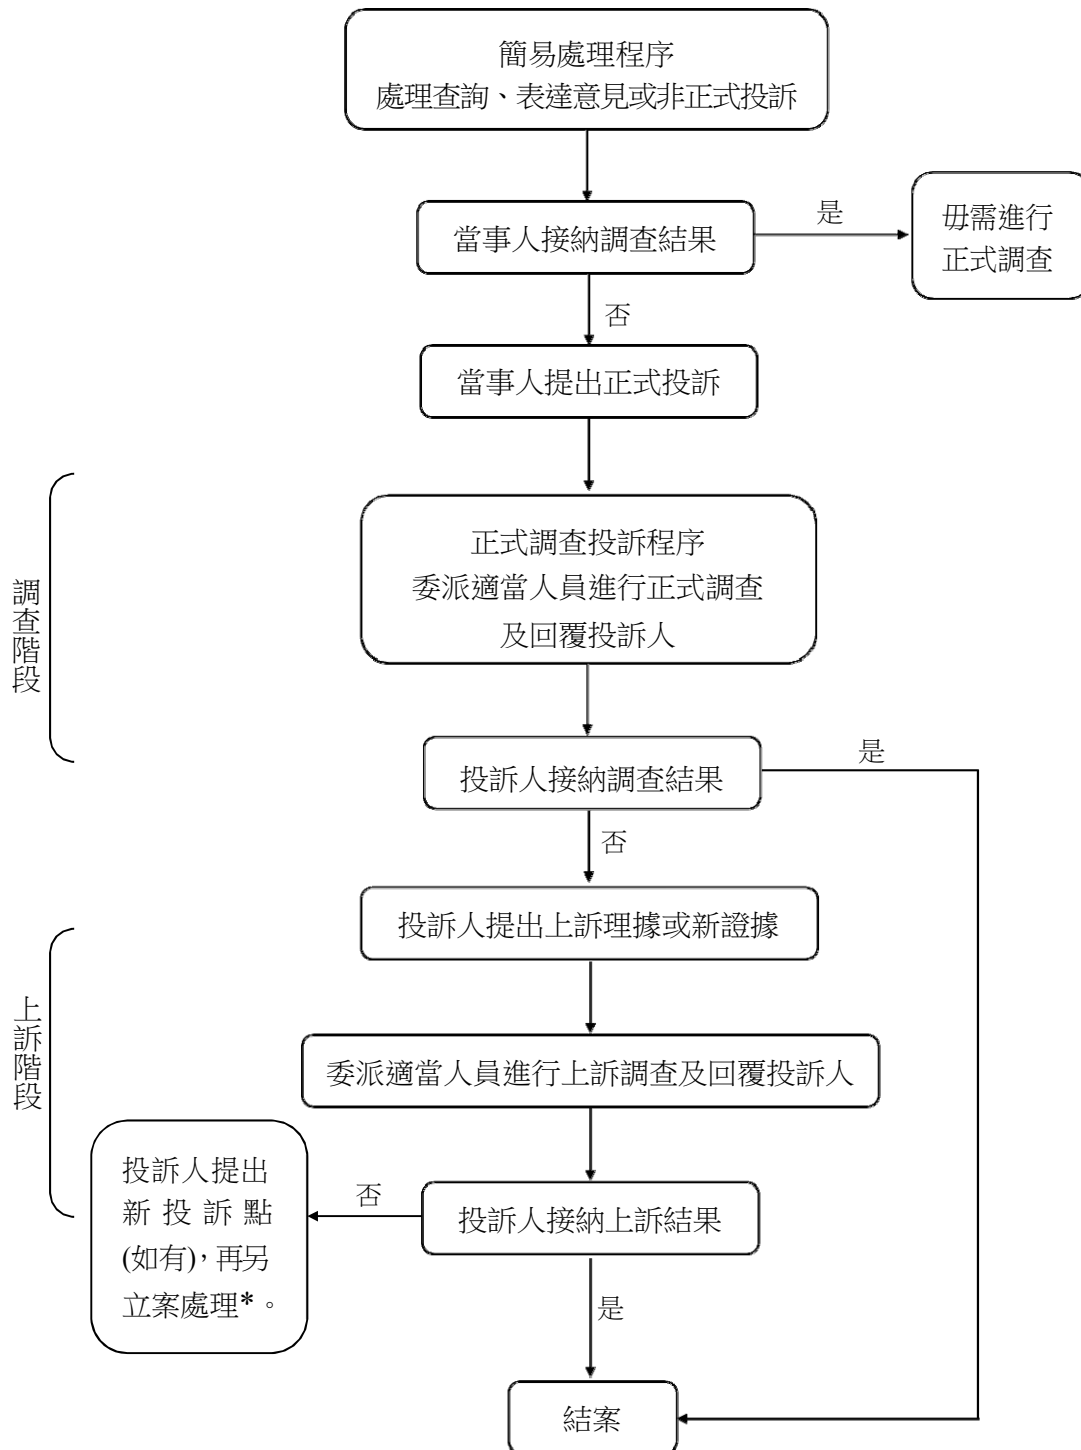 簡易處理程序
處理查詢、表達意見或非正式投訴
當事人接納調查結果
是
毋需進行
正式調查
否
當事人提出正式投訴
調查階段
正式調查投訴程序
委派適當人員進行正式調查
及回覆投訴人
投訴人接納調查結果
是
否
上訴階段
投訴人提出上訴理據或新證據
委派適當人員進行上訴調查及回覆投訴人
投訴人接納上訴結果
否
投訴人提出
新投訴點
(如有)，再另
立案處理*。
是
結案